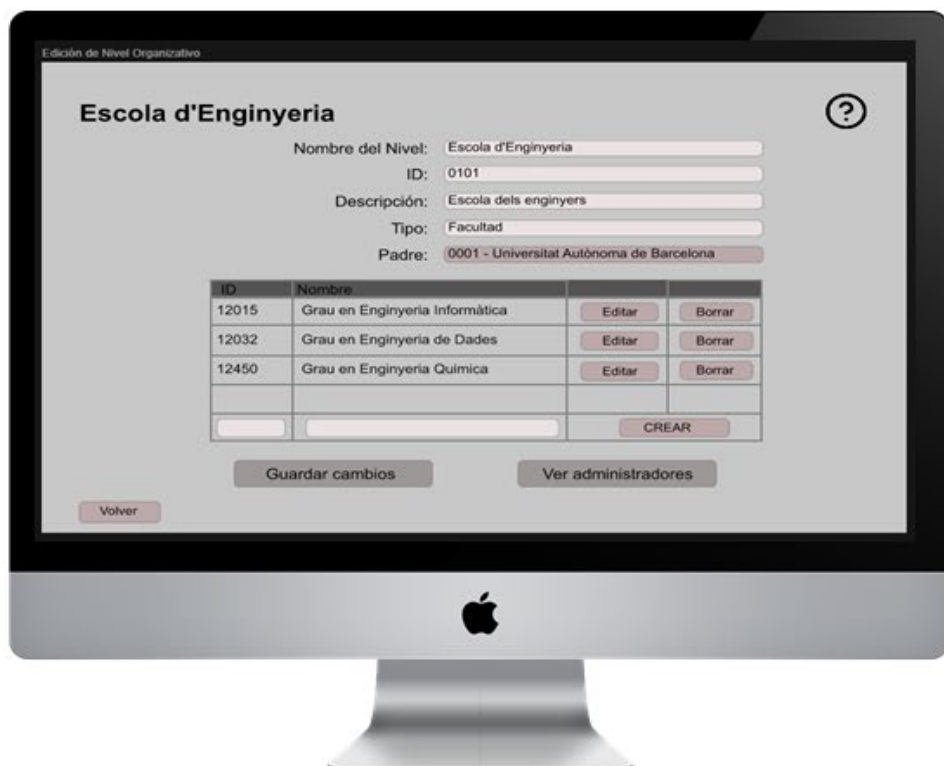 Edición de Nivel Organizativo
Escola d'Enginyeria
?
Nombre del Nivel: Escola d'Enginyeria
ID: 0101
Descripción: Escola dels enginyers
Tipo: Facultad
Padre: 0001 - Universitat Autònoma de Barcelona
ID Nombre
12015 Grau en Enginyeria Informàtica Editar Borrar
12032 Grau en Enginyeria de Dades Editar Borrar
12450 Grau en Enginyeria Quimica Editar Borrar
CREAR
Guardar cambios Ver administradores
Volver